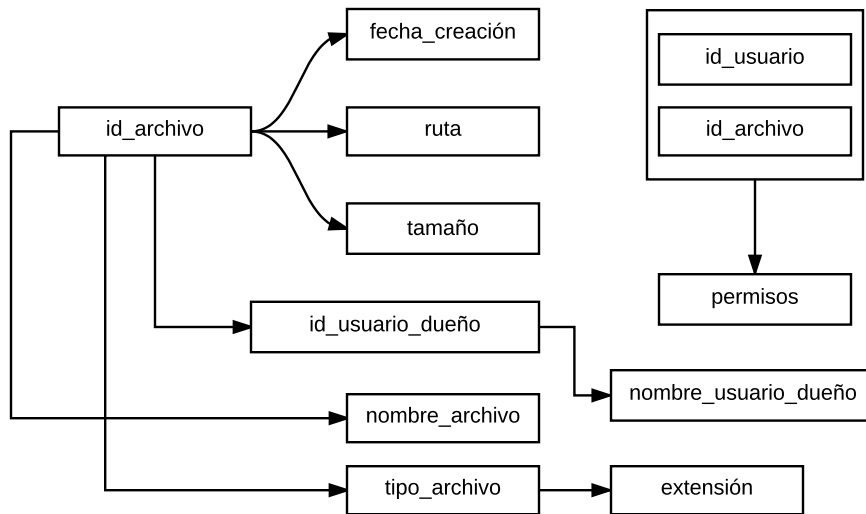 fecha_creación
id_usuario
id_archivo
ruta
id_archivo
tamaño
permisos
id_usuario_dueño
nombre_usuario_dueño
nombre_archivo
tipo_archivo
extensión